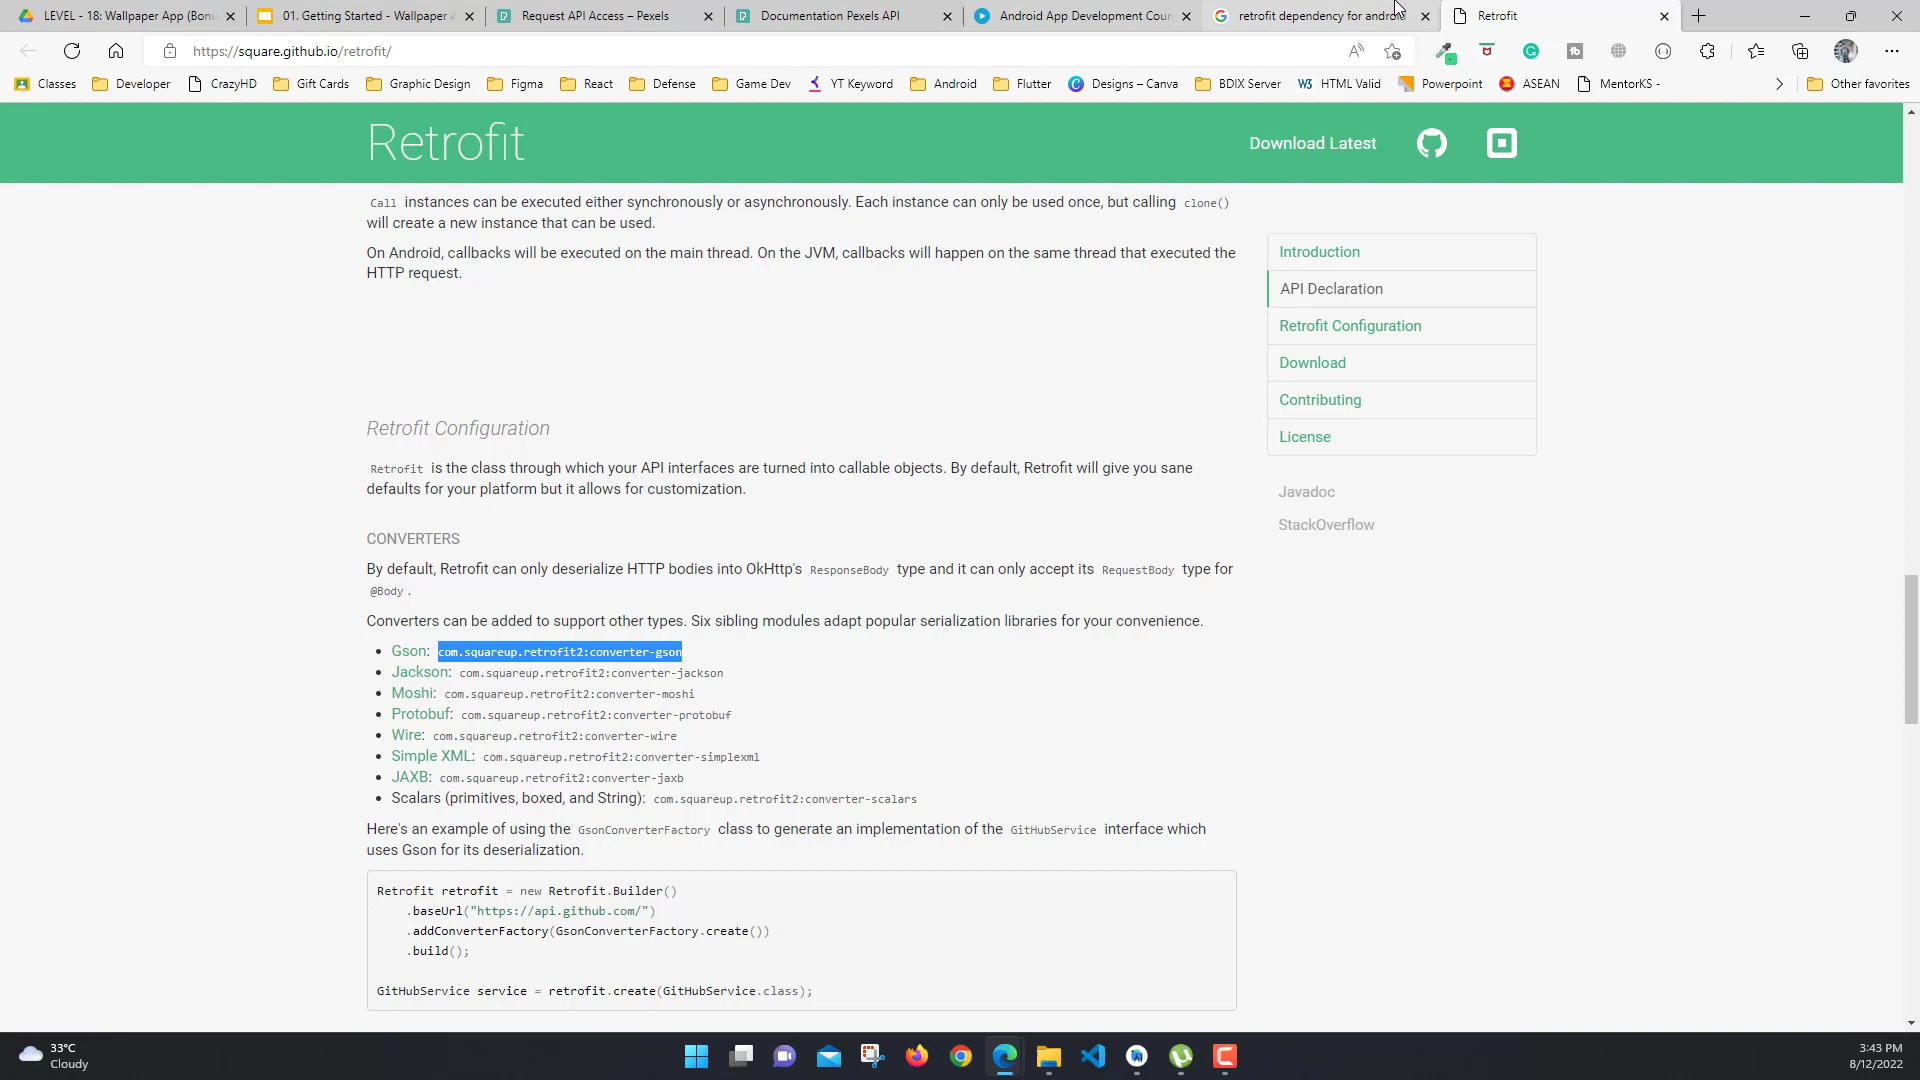 LEVEL - 18: Wallpaper App (Bonu
01. Getting Started - Wallpaper A
Request API Access – Pexels
Documentation Pexels API
Android App Development Cour
retrofit dependency for androi
Retrofit
https://square.github.io/retrofit/
Classes
Developer
CrazyHD
Gift Cards
Graphic Design
Figma
React
Defense
Game Dev
YT Keyword
Android
Flutter
Designs – Canva
BDIX Server
W3 HTML Valid
Powerpoint
ASEAN
MentorKS -
Other favorites
Retrofit
Download Latest
Call instances can be executed either synchronously or asynchronously. Each instance can only be used once, but calling clone()
will create a new instance that can be used.
On Android, callbacks will be executed on the main thread. On the JVM, callbacks will happen on the same thread that executed the
HTTP request.
Introduction
API Declaration
Retrofit Configuration
Download
Contributing
License
Javadoc
StackOverflow
Retrofit Configuration
Retrofit is the class through which your API interfaces are turned into callable objects. By default, Retrofit will give you sane
defaults for your platform but it allows for customization.
CONVERTERS
By default, Retrofit can only deserialize HTTP bodies into OkHttp's ResponseBody type and it can only accept its RequestBody type for
@Body .
Converters can be added to support other types. Six sibling modules adapt popular serialization libraries for your convenience.
• Gson: com.squareup.retrofit2:converter-gson
• Jackson: com.squareup.retrofit2:converter-jackson
• Moshi: com.squareup.retrofit2:converter-moshi
• Protobuf: com.squareup.retrofit2:converter-protobuf
• Wire: com.squareup.retrofit2:converter-wire
• Simple XML: com.squareup.retrofit2:converter-simplexml
• JAXB: com.squareup.retrofit2:converter-jaxb
• Scalars (primitives, boxed, and String): com.squareup.retrofit2:converter-scalars
Here's an example of using the GsonConverterFactory class to generate an implementation of the GitHubService interface which
uses Gson for its deserialization.
Retrofit retrofit = new Retrofit.Builder()
.baseUrl("https://api.github.com/")
.addConverterFactory(GsonConverterFactory.create())
.build();
GitHubService service = retrofit.create(GitHubService.class);
33°C
Cloudy
3:43 PM
8/12/2022